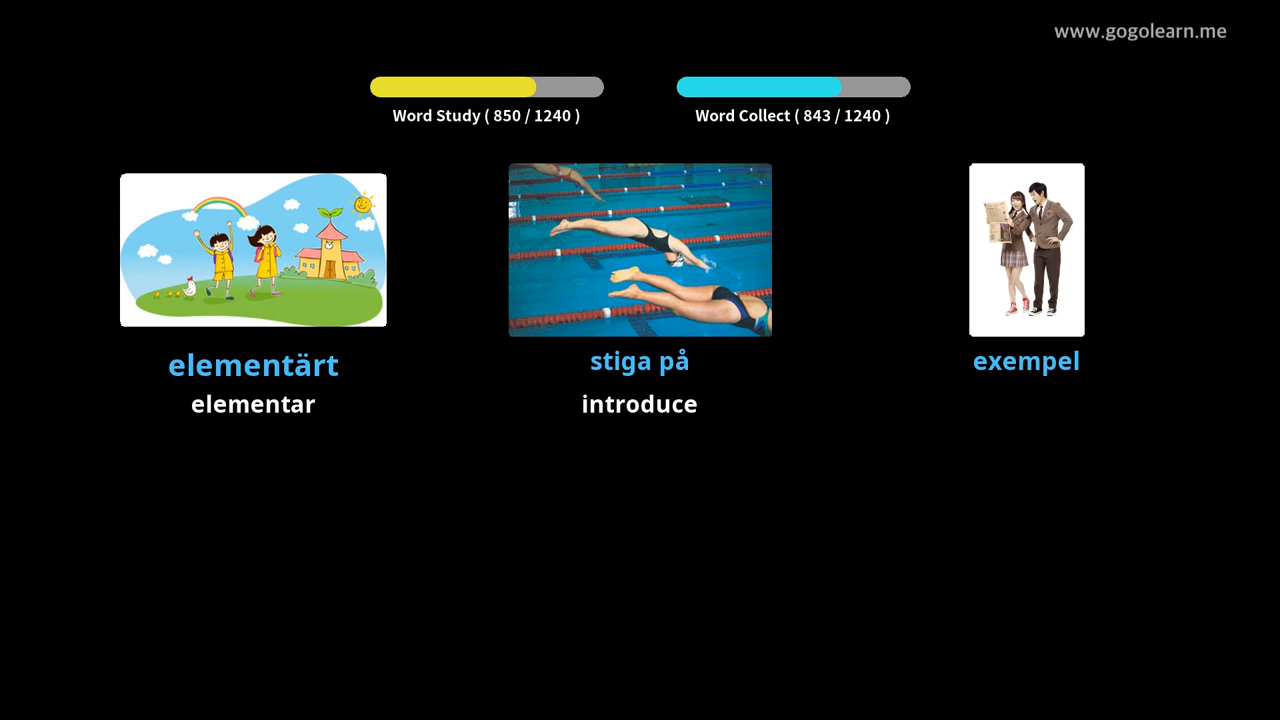 www.gogolearn.me
Word Study ( 850 / 1240 )
Word Collect ( 843 / 1240 )
elementärt
stiga på
exempel
elementar
introduce